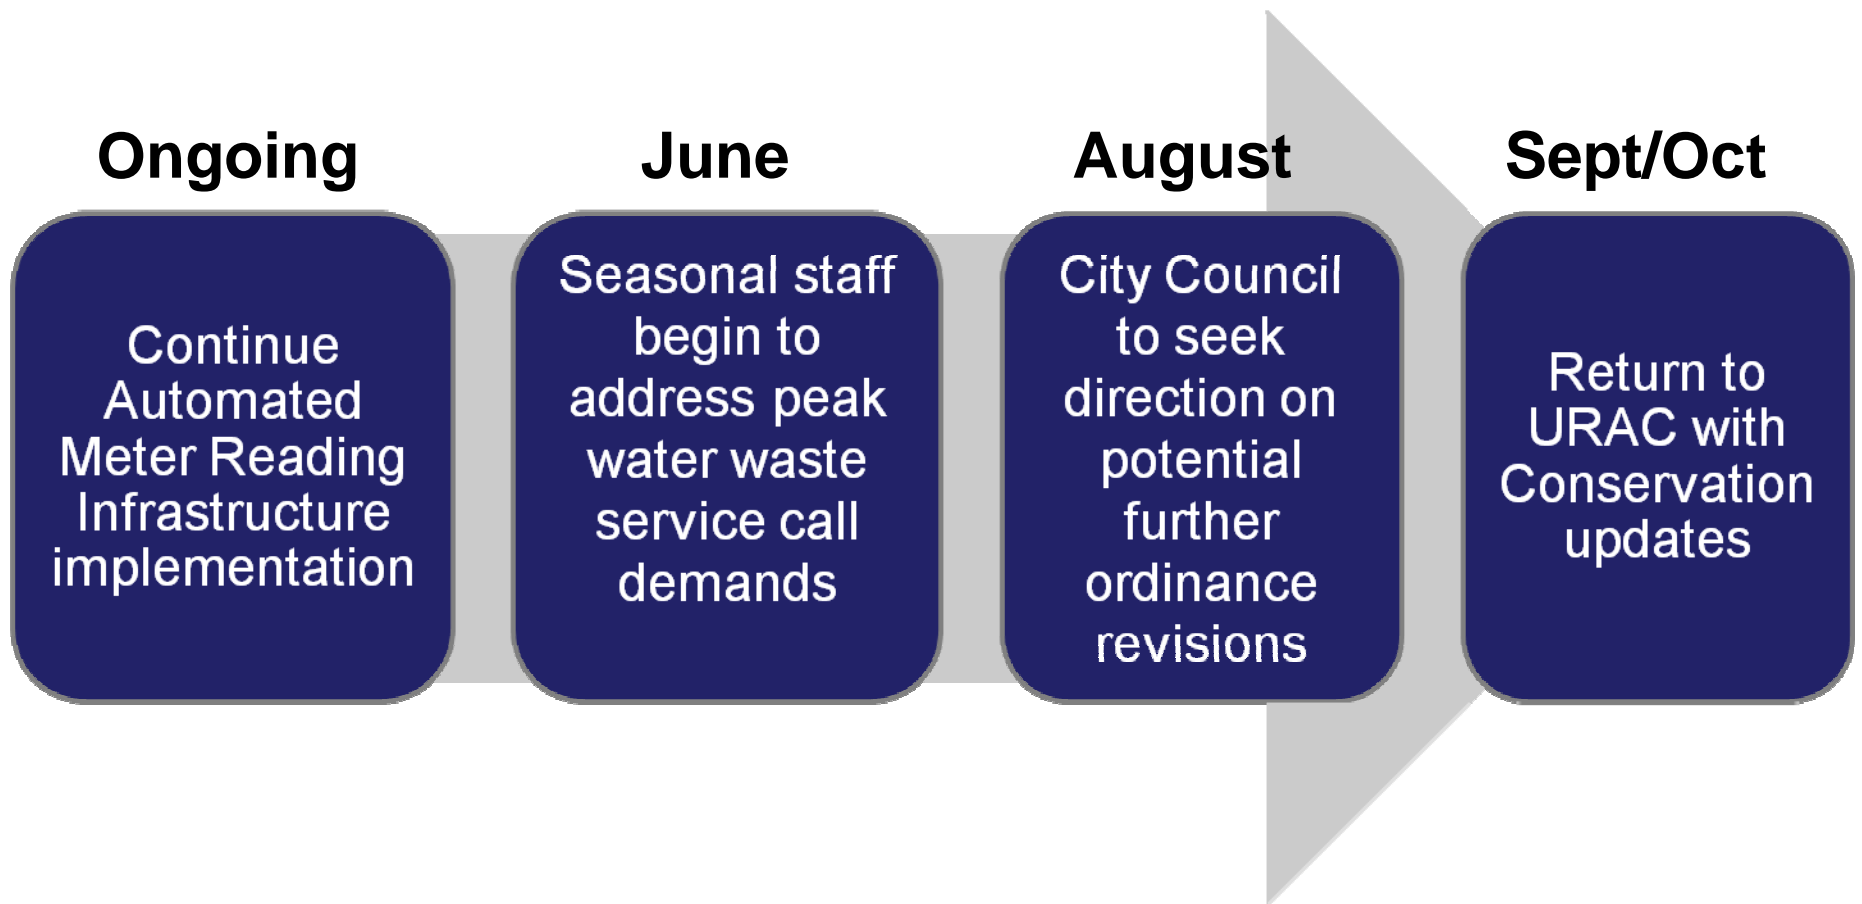 Ongoing
Continue
Automated
Meter Reading
Infrastructure
implementation
June
Seasonal staff
begin to
address peak
water waste
service call
demands
August
City Council
to seek
direction on
potential
further
ordinance
revisions
Sept/Oct
Return to
URAC with
Conservation
updates